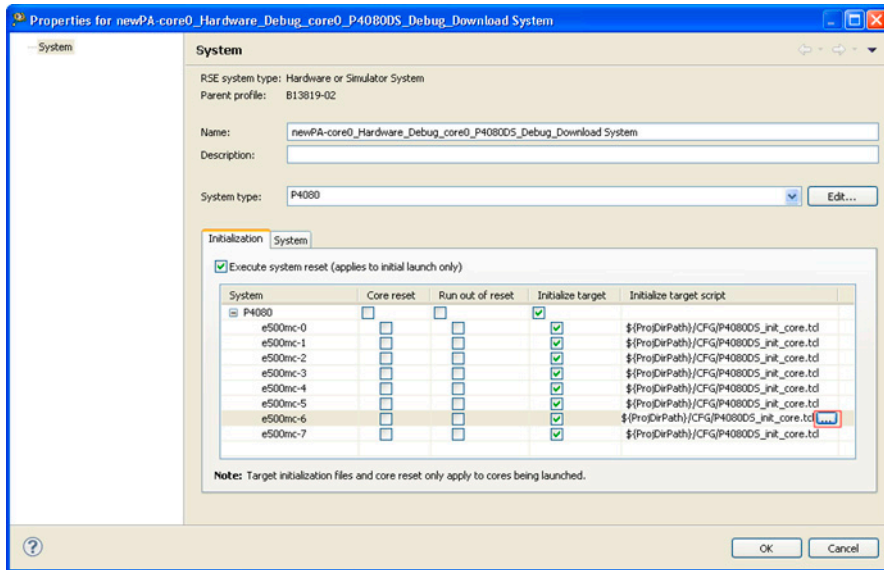 Properties for newPA-core0_Hardware_Debug_core0_P4080DS_Debug_Download System
System
System
RSE system type: Hardware or Simulator System
Parent profile: B13819-02
Name: newPA-core0_Hardware_Debug_core0_P4080DS_Debug_Download System
Description:
System type: P4080 Edit...
Initialization System
Execute system reset (applies to initial launch only)
System Core reset Run out of reset Initialize target Initialize target script
P4080
e500mc-0 ${ProjDirPath}/CFG/P4080DS_init_core.tcl
e500mc-1 ${ProjDirPath}/CFG/P4080DS_init_core.tcl
e500mc-2 ${ProjDirPath}/CFG/P4080DS_init_core.tcl
e500mc-3 ${ProjDirPath}/CFG/P4080DS_init_core.tcl
e500mc-4 ${ProjDirPath}/CFG/P4080DS_init_core.tcl
e500mc-5 ${ProjDirPath}/CFG/P4080DS_init_core.tcl
e500mc-6 ${ProjDirPath}/CFG/P4080DS_init_core.tcl ...
e500mc-7 ${ProjDirPath}/CFG/P4080DS_init_core.tcl
Note: Target initialization files and core reset only apply to cores being launched.
? OK Cancel